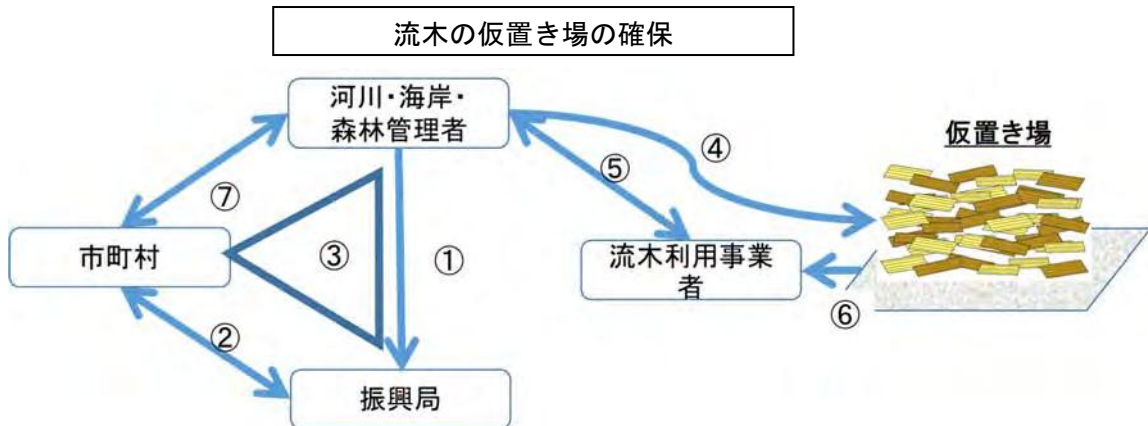 流木の仮置き場の確保
河川・海岸・
森林管理者
仮置き場
④
⑤
⑦
市町村
③
①
流木利用事業
者
⑥
②
振興局